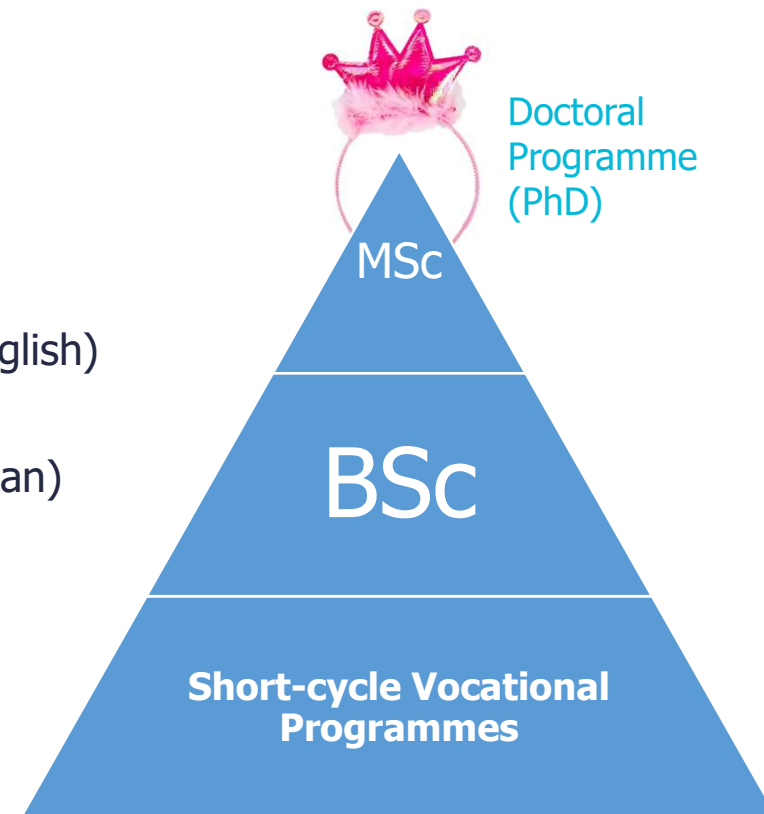 Doctoral
Programme
(PhD)
MSc
glish)
BSc
an)
Short-cycle Vocational
Programmes